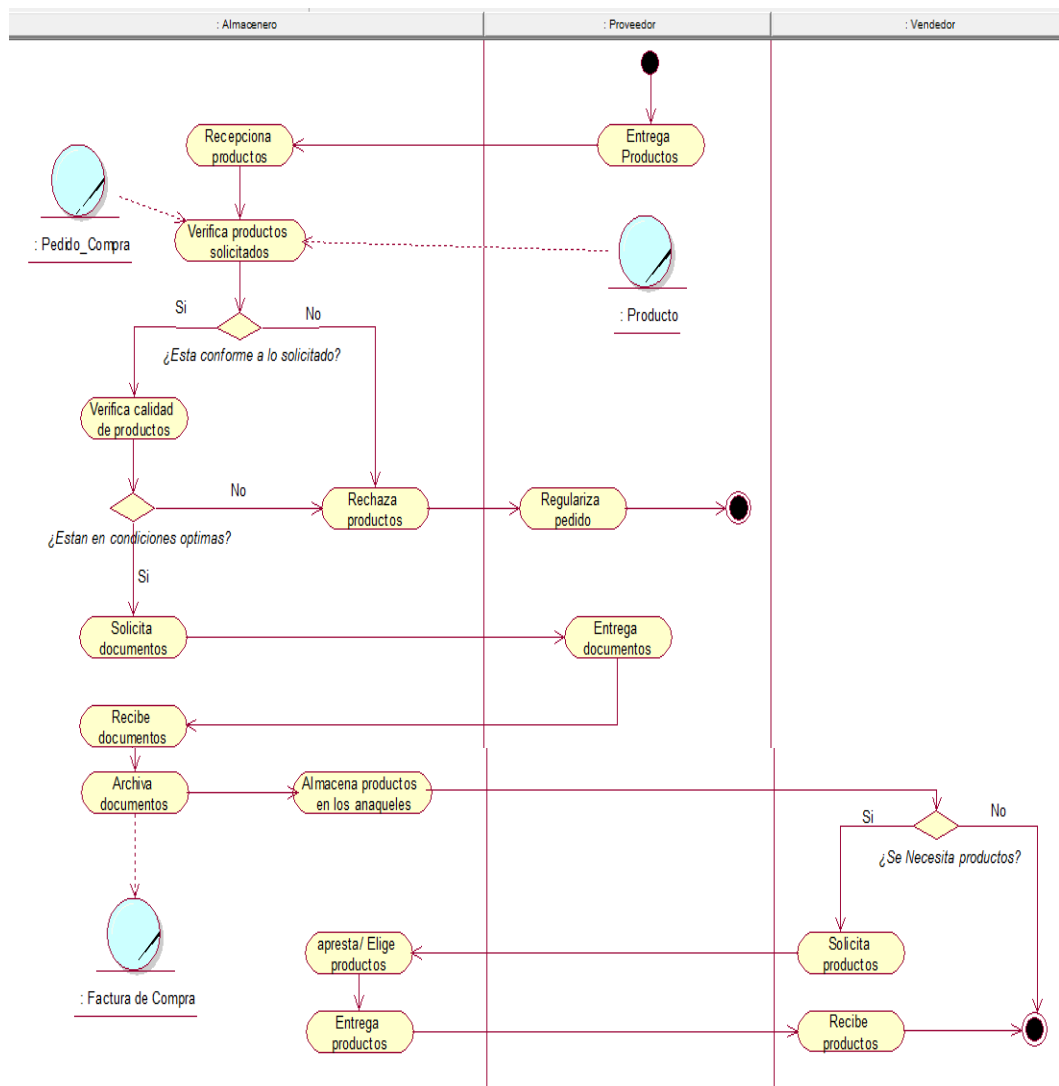 : Almacenero
: Proveedor
: Vendedor
Recepciona
productos
Entrega
Productos
: Pedido_Compra
Verifica productos
solicitados
: Producto
Si
No
¿Esta conforme a lo solicitado?
Verifica calidad
de productos
No
Rechaza
productos
Regulariza
pedido
¿Estan en condiciones optimas?
Si
Solicita
documentos
Entrega
documentos
Recibe
documentos
Archiva
documentos
Almacena productos
en los anaqueles
Si
No
¿Se Necesita productos?
: Factura de Compra
apresta/ Elige
productos
Solicita
productos
Entrega
productos
Recibe
productos